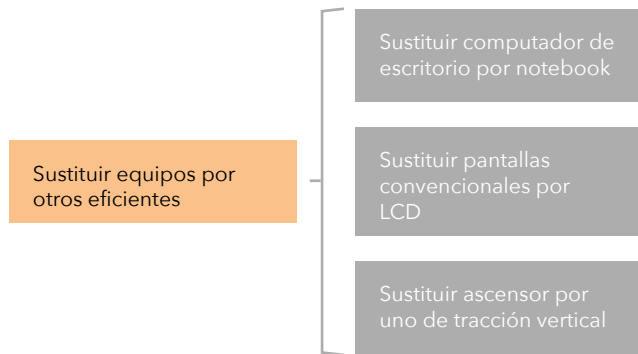 Sustituir computador de
escritorio por notebook
Sustituir equipos por
otros eficientes
Sustituir pantallas
convencionales por
LCD
Sustituir ascensor por
uno de tracción vertical